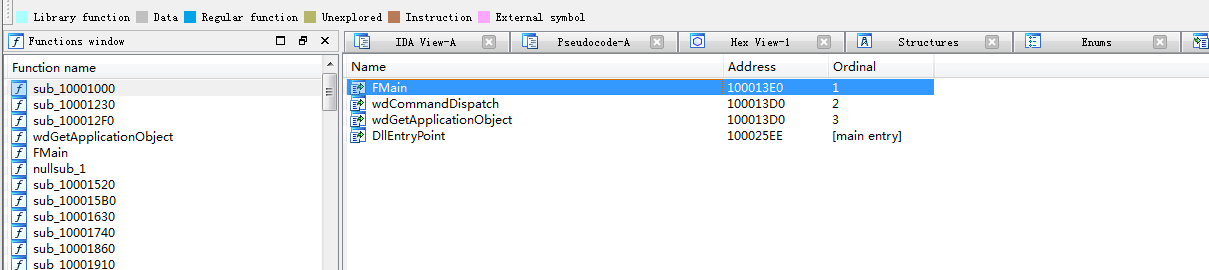 Library function Data Regular function Unexplored Instruction External symbol
Functions window
IDA View-A Pseudocode-A Hex View-1 Structures Enums
Function name
sub_10001000
sub_10001230
sub_100012F0
wdGetApplicationObject
FMain
nullsub_1
sub_10001520
sub_100015B0
sub_10001630
sub_10001740
sub_10001860
sub_10001910
Name Address Ordinal
FMain 100013E0 1
wdCommandDispatch 100013D0 2
wdGetApplicationObject 100013D0 3
DllEntryPoint 100025EE [main entry]